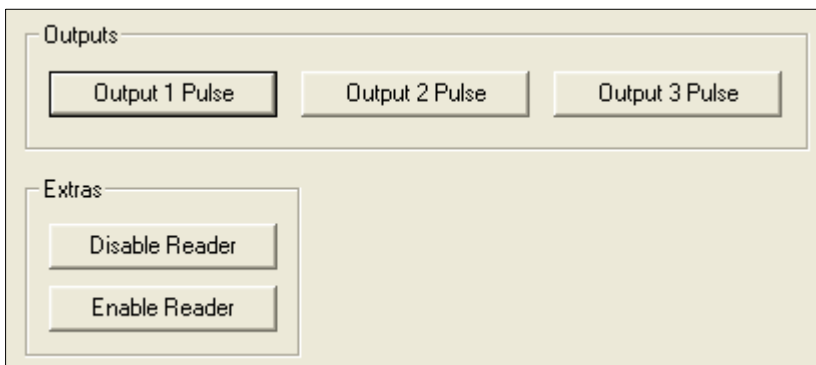 Outputs
Output 1 Pulse
Output 2 Pulse
Output 3 Pulse
Extras
Disable Reader
Enable Reader